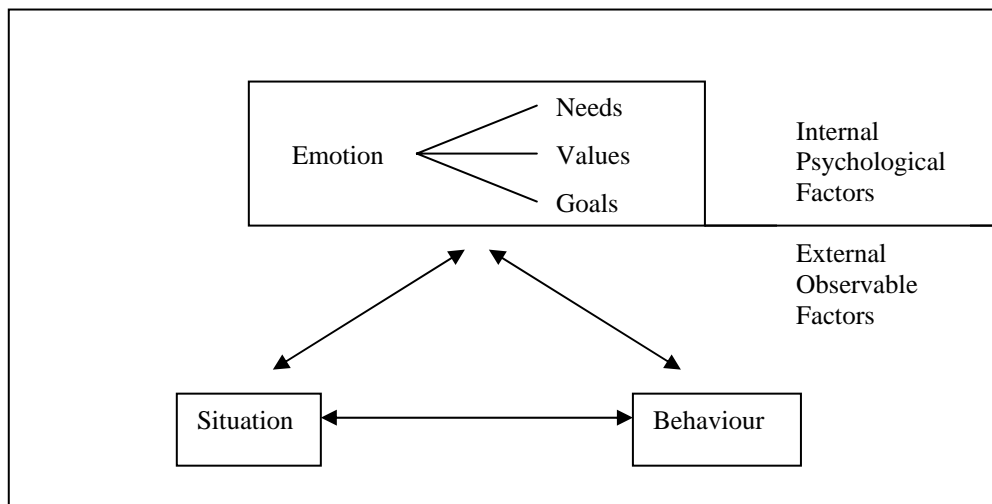 Needs
Emotion
Values
Goals
Internal
Psychological
Factors
External
Observable
Factors
Situation
Behaviour